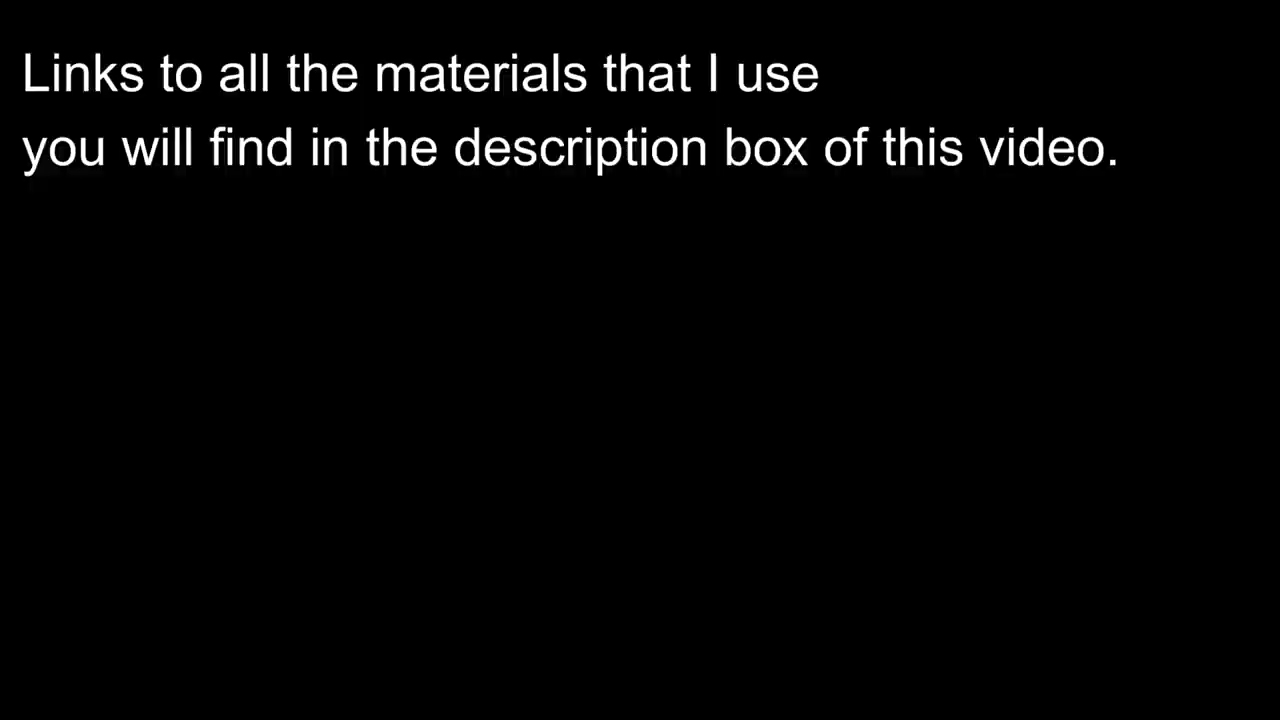 Links to all the materials that I use
you will find in the description box of this video.